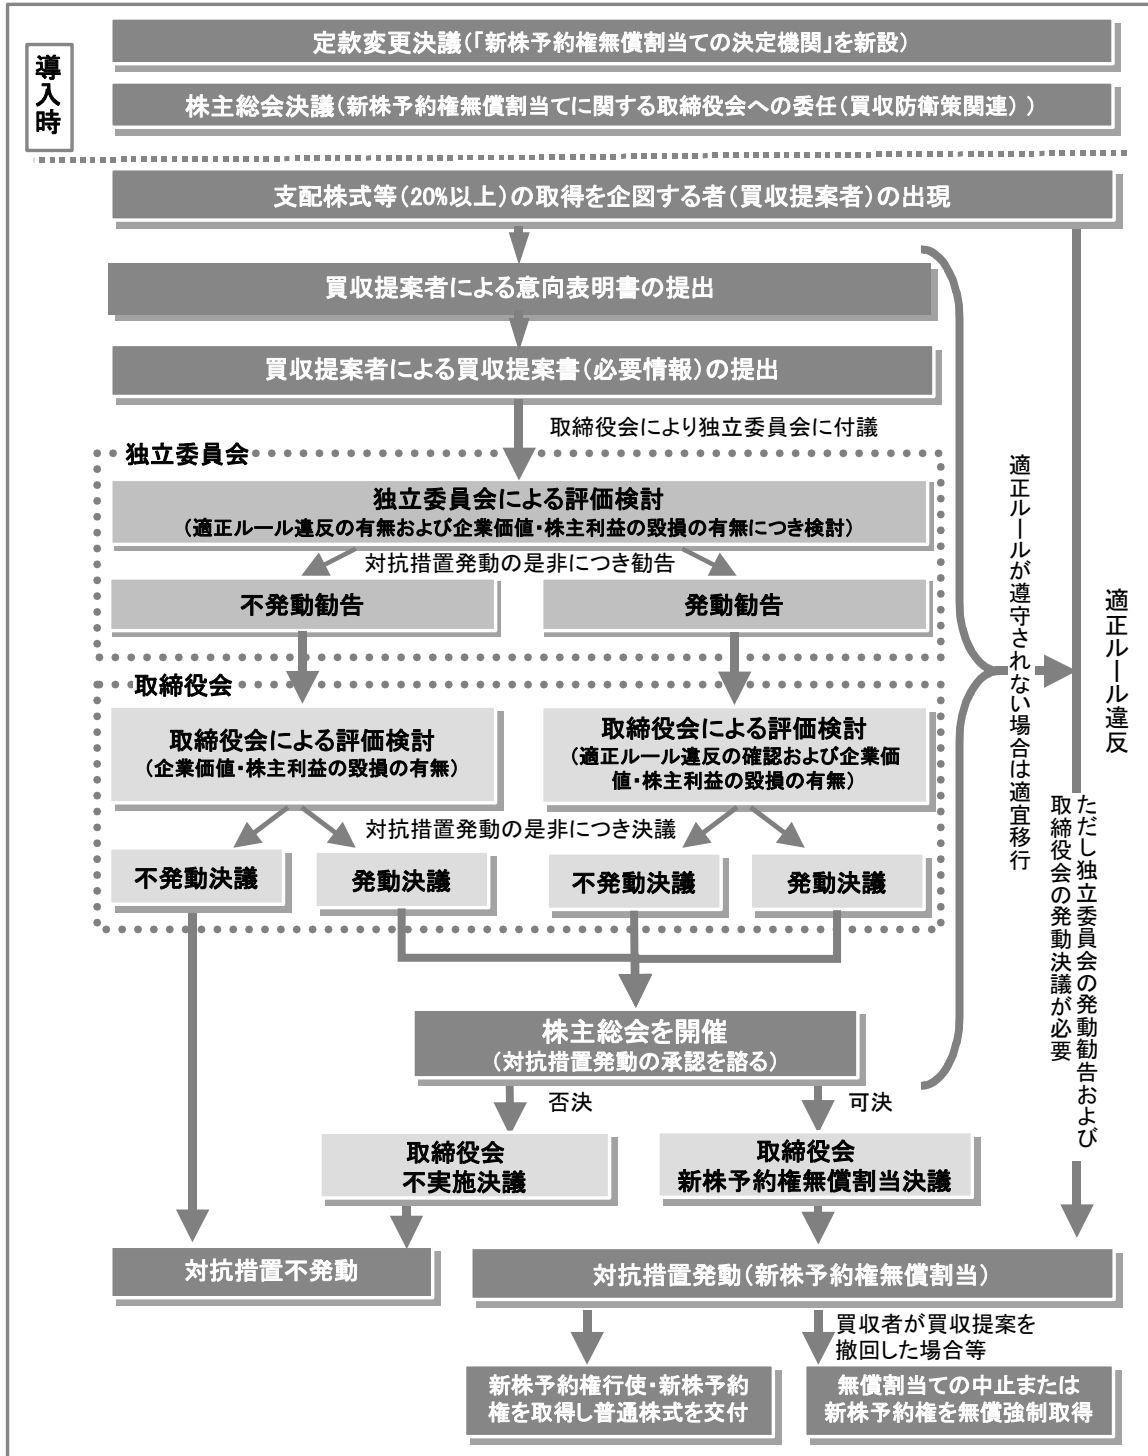 定款変更決議(「新株予約権無償割当ての決定機関」を新設)
導入時
株主総会決議(新株予約権無償割当てに関する取締役会への委任(買収防衛策関連))
支配株式等(20%以上)の取得を企図する者(買収提案者)の出現
買収提案者による意向表明書の提出
買収提案者による買収提案書(必要情報)の提出
取締役会により独立委員会に付議
独立委員会
独立委員会による評価検討
(適正ルール違反の有無および企業価値・株主利益の毀損の有無につき検討)
対抗措置発動の是非につき勧告
不発動勧告
発動勧告
取締役会
取締役会による評価検討
(企業価値・株主利益の毀損の有無)
取締役会による評価検討
(適正ルール違反の確認および企業価
値・株主利益の毀損の有無)
対抗措置発動の是非につき決議
不発動決議
発動決議
不発動決議
発動決議
適正ルールが遵守されない場合は適宜移行
適正ルール違反
ただし独立委員会の発動勧告および
取締役会の発動決議が必要
株主総会を開催
(対抗措置発動の承認を諮る)
否決
可決
取締役会
不実施決議
取締役会
新株予約権無償割当決議
対抗措置不発動
対抗措置発動(新株予約権無償割当)
買収者が買収提案を
撤回した場合等
新株予約権行使・新株予約
権を取得し普通株式を交付
無償割当ての中止または
新株予約権を無償強制取得